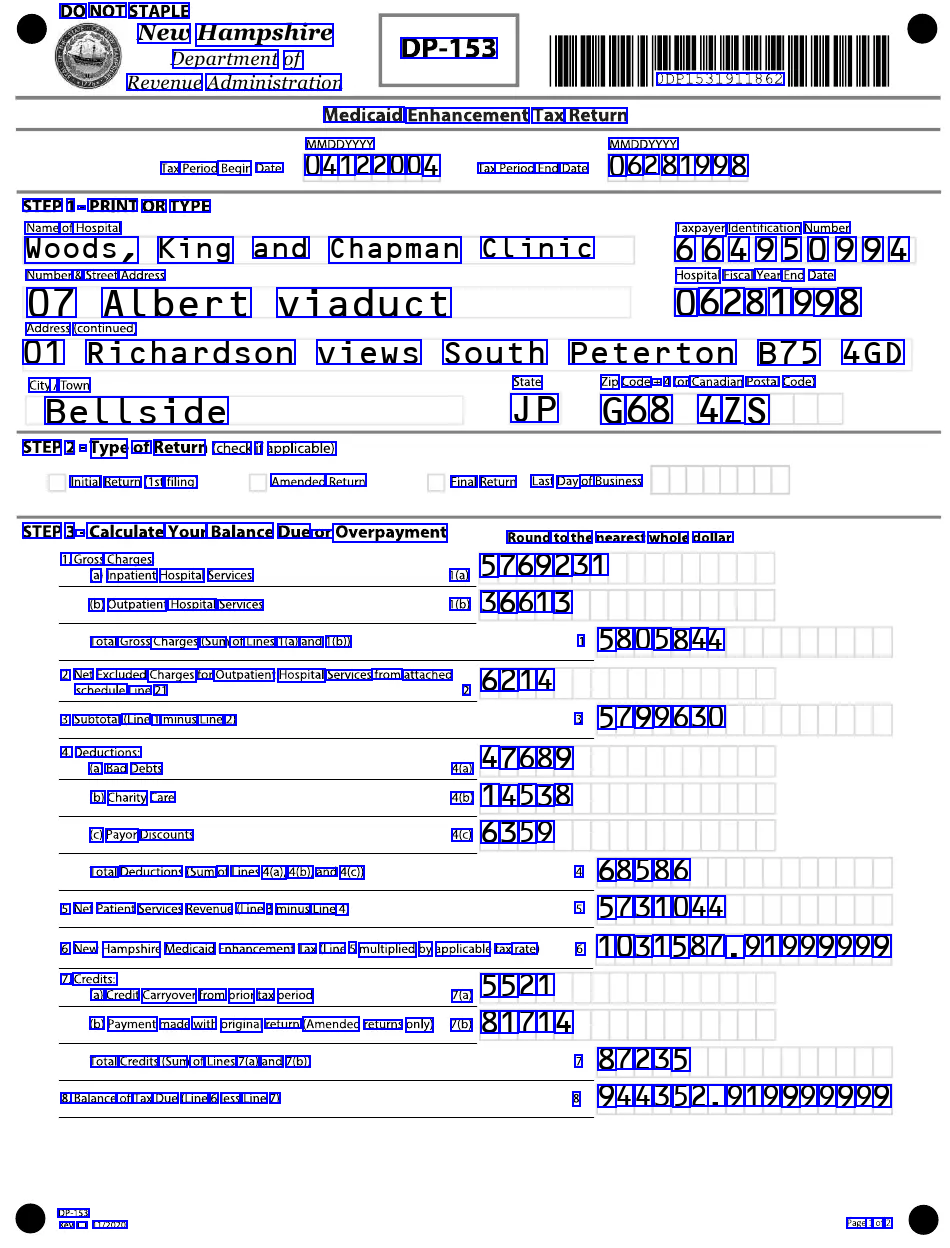 DO NOT STAPLE
New Hampshire
Department of
Revenue Administration
DP-153
0DP1531911862
Medicaid Enhancement Tax Return
MMDDYYYY MMDDYYYY
Tax Period Begin Date 04122004 Tax Period End Date 06281998
STEP 1 - PRINT OR TYPE
Name of Hospital Taxpayer Identification Number
Woods, King and Chapman Clinic 664950994
Number & Street Address Hospital Fiscal Year End Date
07 Albert viaduct 06281998
Address (continued)
01 Richardson views South Peterton B75 4GD
City / Town State Zip Code + 4 (or Canadian Postal Code)
Bellside JP G68 4ZS
STEP 2 - Type of Return (check if applicable)
Initial Return (1st filing Amended Return Final Return Last Day of Business
STEP 3 - Calculate Your Balance Due or Overpayment Round to the nearest whole dollar
1. Gross Charges
(a) Inpatient Hospital Services 1(a) 5769231
(b) Outpatient Hospital Services 1(b) 36613
Total Gross Charges (Sum of Lines 1(a) and 1(b)) 1 5805844
2. Net Excluded Charges for Outpatient Hospital Services from attached
schedule Line 21 2 6214
3. Subtotal (Line 1 minus Line 2) 3 5799630
4. Deductions:
(a) Bad Debts 4(a) 47689
(b) Charity Care 4(b) 14538
(c) Payor Discounts 4(c) 6359
Total Deductions (Sum of Lines 4(a), 4(b), and 4(c)) 4 68586
5. Net Patient Services Revenue (Line 3 minus Line 4) 5 5731044
6. New Hampshire Medicaid Enhancement Tax (Line 5 multiplied by applicable tax rate) 6 1031587.91999999
7. Credits:
(a) Credit Carryover from prior tax period 7(a) 5521
(b) Payment made with original return (Amended returns only) 7(b) 81714
Total Credits (Sum of Lines 7(a) and 7(b)) 7 87235
8. Balance of Tax Due (Line 6 less Line 7) 8 944352.919999999
DP-153
Rev 11/2020 Page 1 of 2